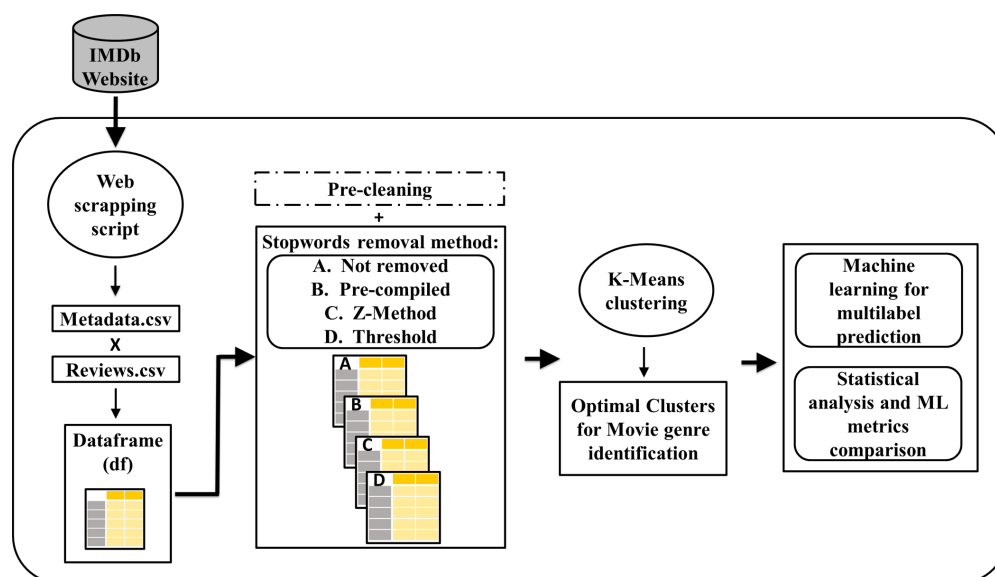 IMDb
Website
Web
scrapping
script
Metadata.csv
X
Reviews.csv
Dataframe
(df)
Pre-cleaning
+
Stopwords removal method:
A. Not removed
B. Pre-compiled
C. Z-Method
D. Threshold
A
B
C
D
K-Means
clustering
Optimal Clusters
for Movie genre
identification
Machine
learning for
multilabel
prediction
Statistical
analysis and ML
metrics
comparison